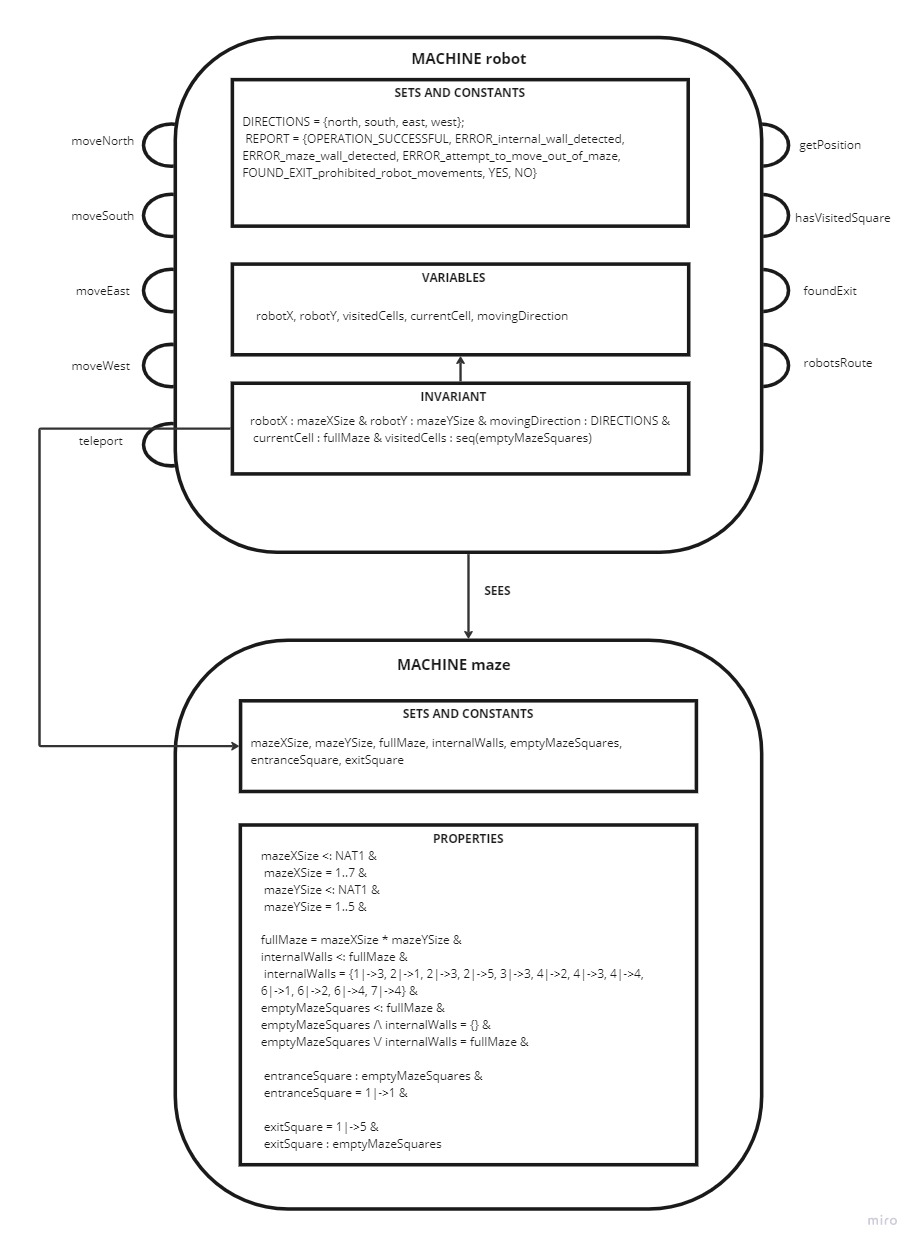 MACHINE robot
SETS AND CONSTANTS
DIRECTIONS = {north, south, east, west};
REPORT = {OPERATION_SUCCESSFUL, ERROR_internal_wall_detected,
ERROR_maze_wall_detected, ERROR_attempt_to_move_out_of_maze,
FOUND_EXIT_prohibited_robot_movements, YES, NO}
moveNorth
moveSouth
moveEast
moveWest
teleport
getPosition
hasVisitedSquare
foundExit
robotsRoute
VARIABLES
robotX, robotY, visitedCells, currentCell, movingDirection
INVARIANT
robotX : mazeXSize & robotY : mazeYSize & movingDirection : DIRECTIONS &
currentCell : fullMaze & visitedCells : seq(emptyMazeSquares)
SEES
MACHINE maze
SETS AND CONSTANTS
mazeXSize, mazeYSize, fullMaze, internalWalls, emptyMazeSquares,
entranceSquare, exitSquare
PROPERTIES
mazeXSize <: NAT1 &
mazeXSize = 1..7 &
mazeYSize <: NAT1 &
mazeYSize = 1..5 &
fullMaze = mazeXSize * mazeYSize &
internalWalls <: fullMaze &
internalWalls = {1|->3, 2|->1, 2|->3, 2|->5, 3|->3, 4|->2, 4|->3, 4|->4,
6|->1, 6|->2, 6|->4, 7|->4} &
emptyMazeSquares <: fullMaze &
emptyMazeSquares /\ internalWalls = {} &
emptyMazeSquares \/ internalWalls = fullMaze &
entranceSquare : emptyMazeSquares &
entranceSquare = 1|->1 &
exitSquare = 1|->5 &
exitSquare : emptyMazeSquares
miro